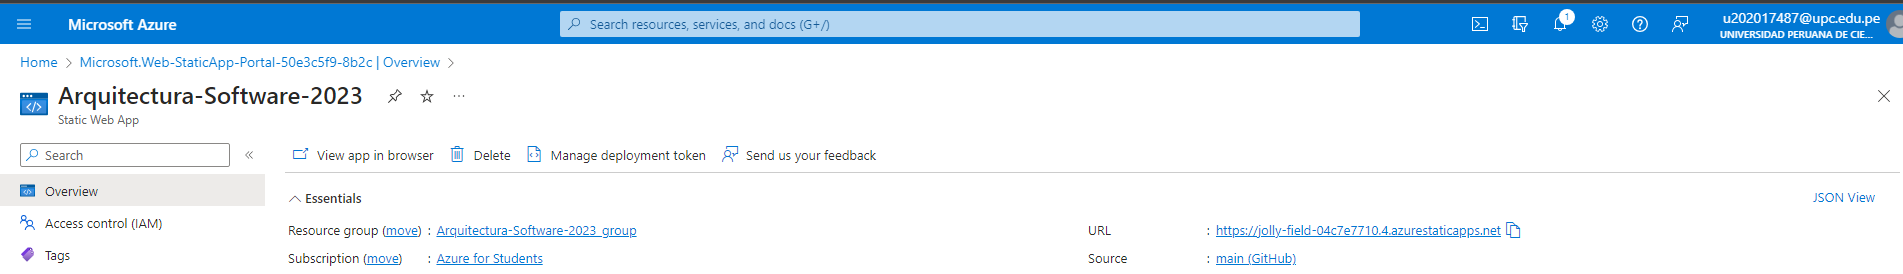 Microsoft Azure
Search resources, services, and docs (G+/)
1
u202017487@upc.edu.pe
UNIVERSIDAD PERUANA DE CIE...
Home > Microsoft.Web-StaticApp-Portal-50e3c5f9-8b2c | Overview >
Arquitectura-Software-2023
Static Web App
Search
View app in browser
Delete
Manage deployment token
Send us your feedback
Overview
Access control (IAM)
Tags
Essentials
JSON View
Resource group (move) : Arquitectura-Software-2023_group
Subscription (move) : Azure for Students
URL : https://jolly-field-04c7e7710.4.azurestaticapps.net
Source : main (GitHub)